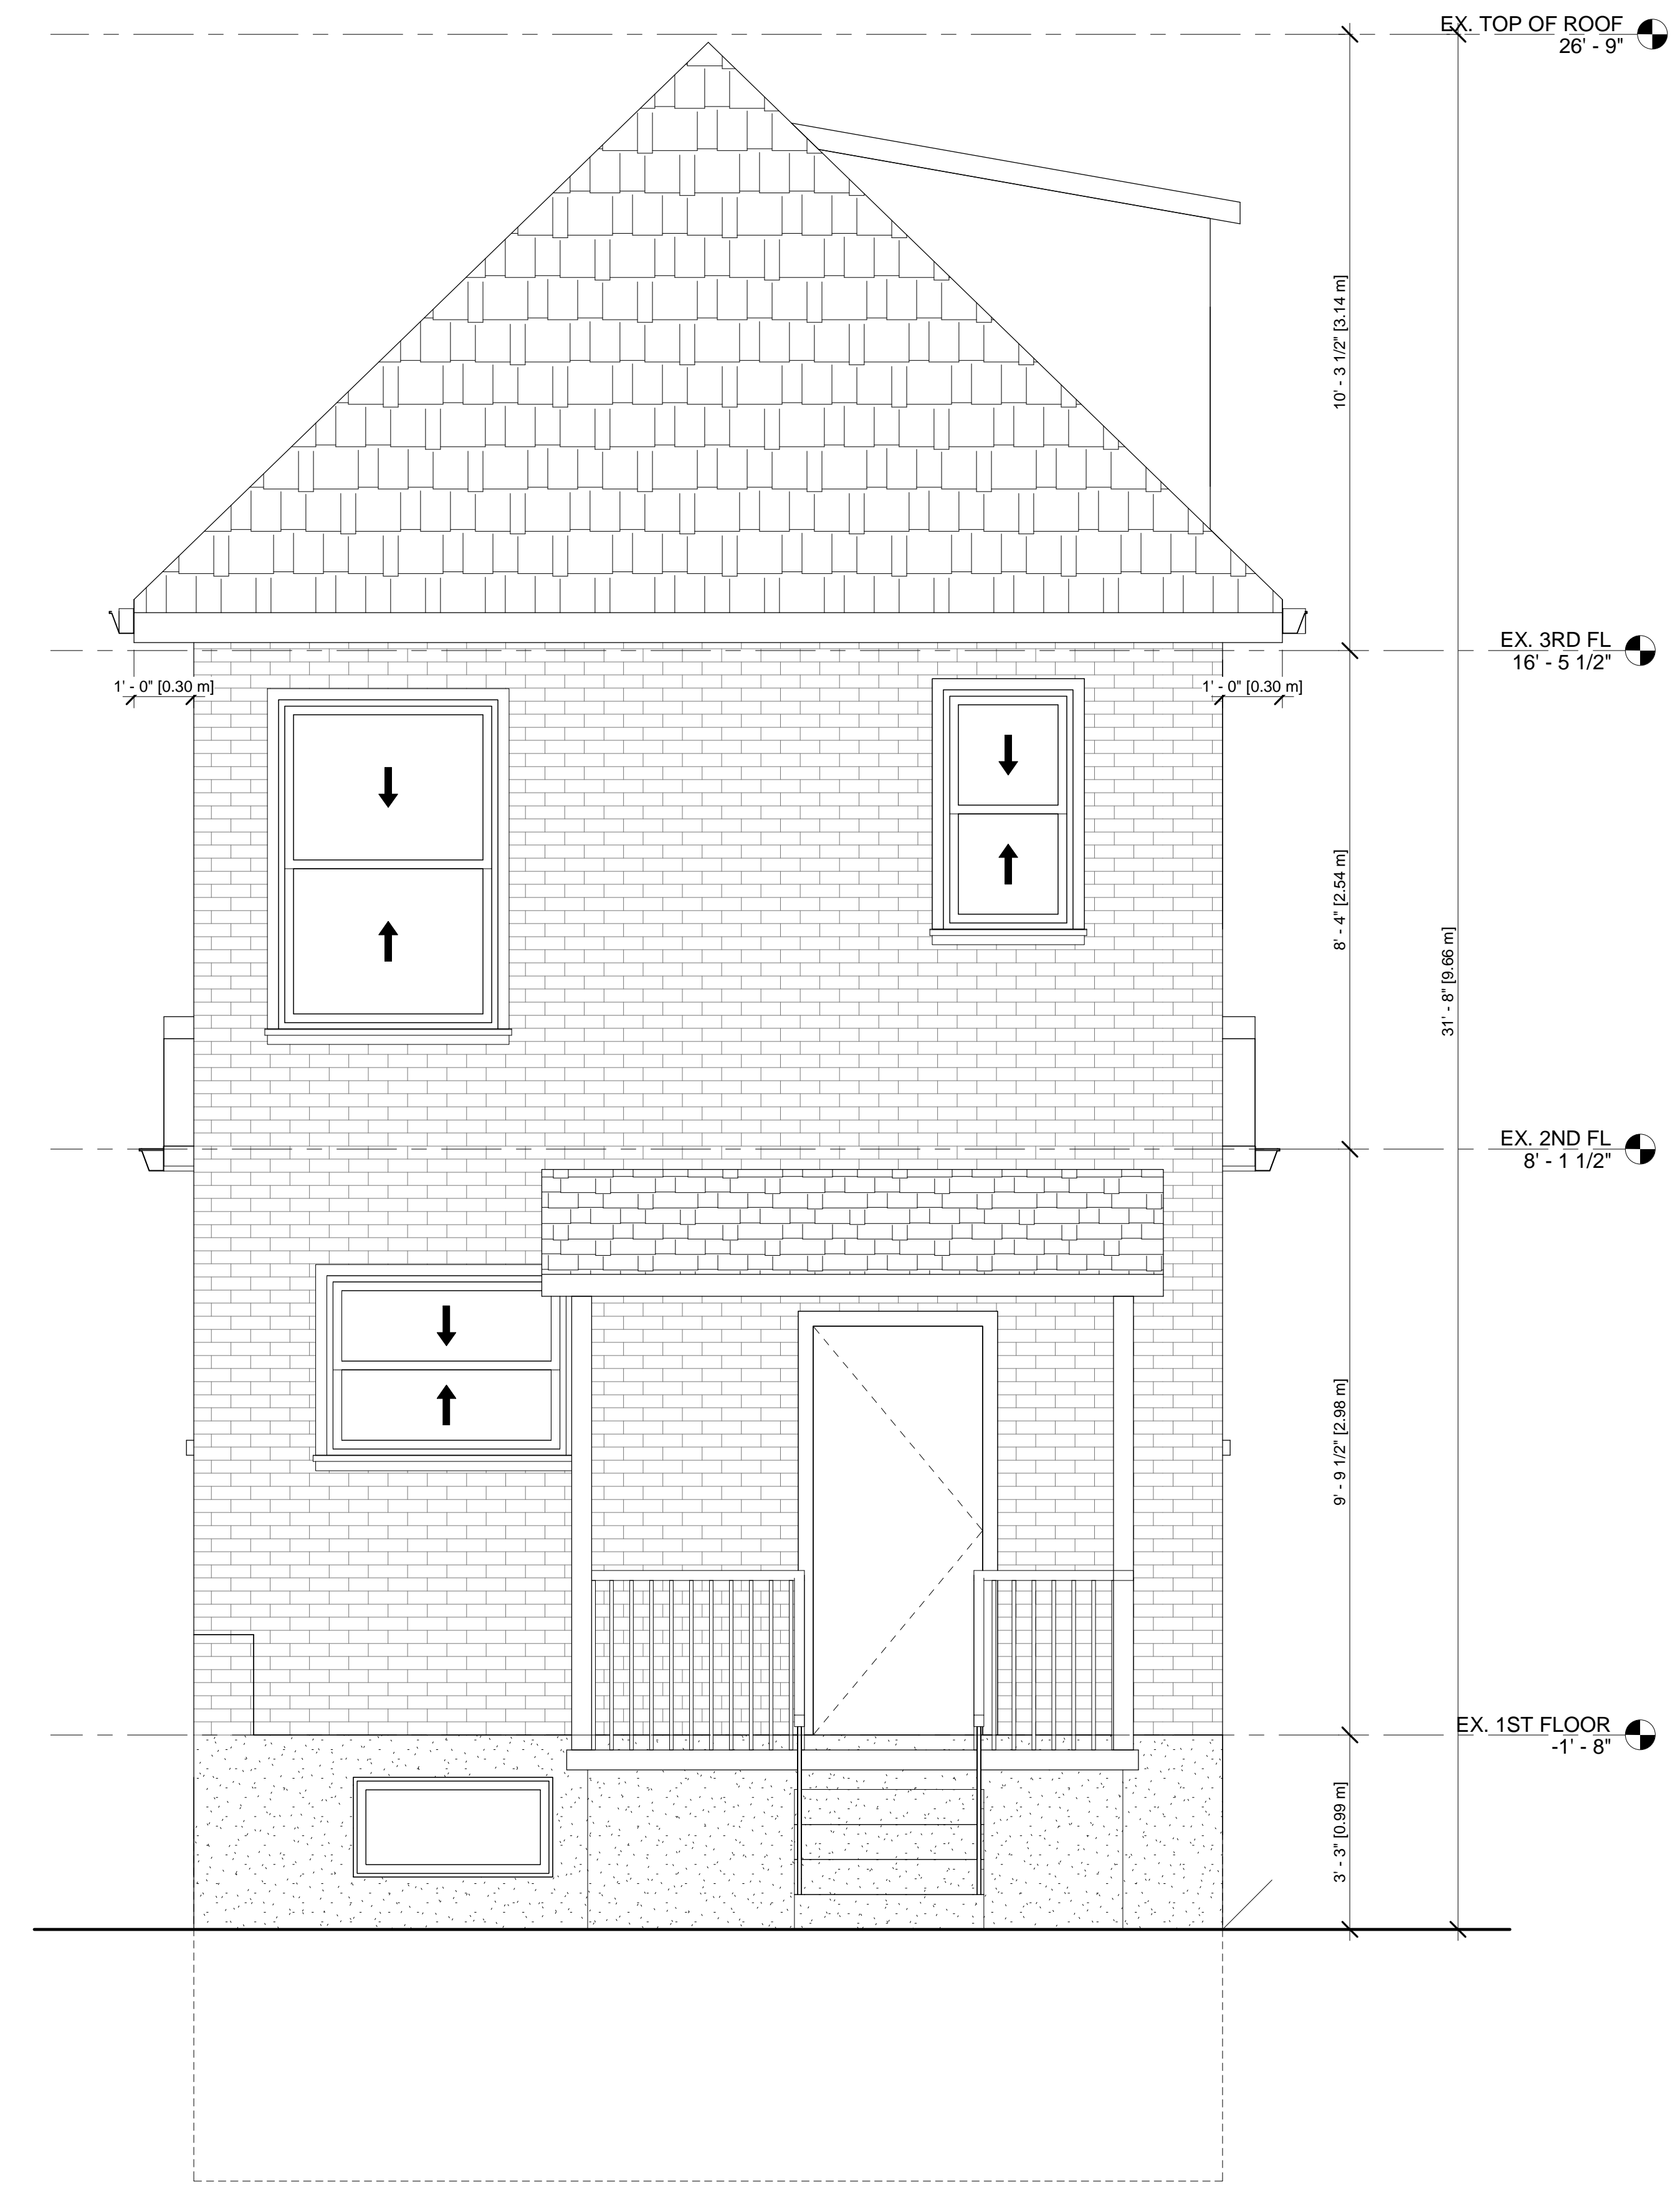 EX. TOP OF ROOF
26' - 9"
10' - 3 1/2" [3.14 m]
EX. 3RD FL
16' - 5 1/2"
1' - 0" [0.30 m]
1' - 0" [0.30 m]
8' - 4" [2.54 m]
31' - 8" [9.66 m]
EX. 2ND FL
8' - 1 1/2"
9' - 9 1/2" [2.98 m]
EX. 1ST FLOOR
-1' - 8"
3' - 3" [0.99 m]